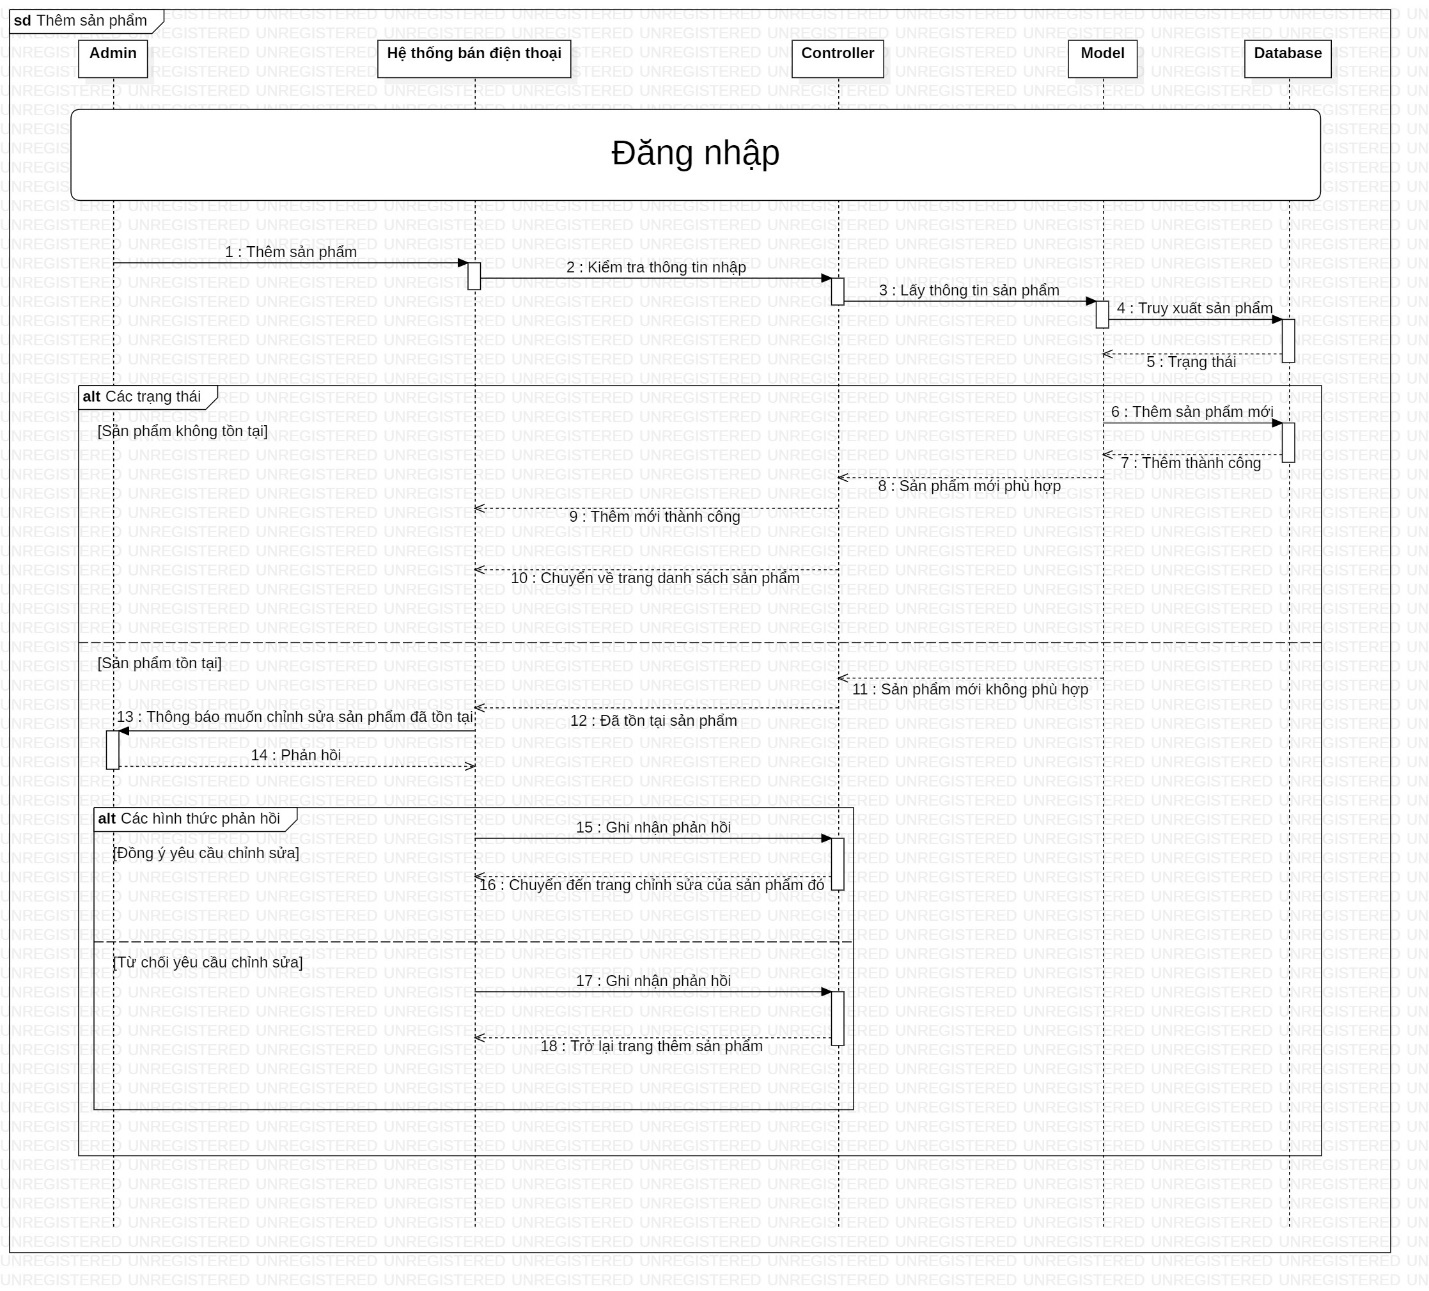 sd Thêm sản phẩm
Admin
Hệ thống bán điện thoại
Controller
Model
Database
Đăng nhập
1 : Thêm sản phẩm
2 : Kiểm tra thông tin nhập
3 : Lấy thông tin sản phẩm
4 : Truy xuất sản phẩm
5 : Trạng thái
alt Các trạng thái
[Sản phẩm không tồn tại]
6 : Thêm sản phẩm mới
7 : Thêm thành công
8 : Sản phẩm mới phù hợp
9 : Thêm mới thành công
10 : Chuyển về trang danh sách sản phẩm
[Sản phẩm tồn tại]
11 : Sản phẩm mới không phù hợp
12 : Đã tồn tại sản phẩm
13 : Thông báo muốn chỉnh sửa sản phẩm đã tồn tại
14 : Phản hồi
alt Các hình thức phản hồi
15 : Ghi nhận phản hồi
[Đồng ý yêu cầu chỉnh sửa]
16 : Chuyển đến trang chỉnh sửa của sản phẩm đó
[Từ chối yêu cầu chỉnh sửa]
17 : Ghi nhận phản hồi
18 : Trở lại trang thêm sản phẩm
UNREGISTERED